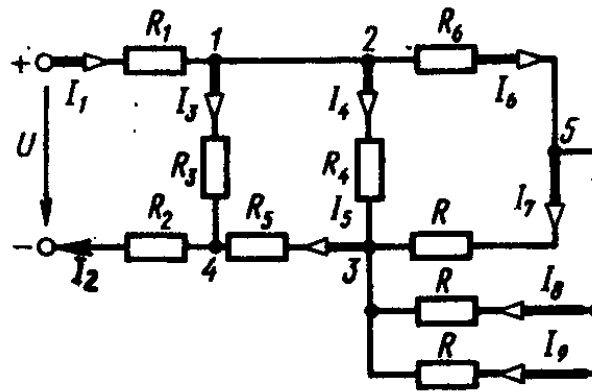 R₁ 1 2 R₆
+ I₁ I₃ I₄ I₆
5
U R₃ R₄
I₇
R₂ R₅ I₅ R
− I₂ 4 3
R I₈
R I₉